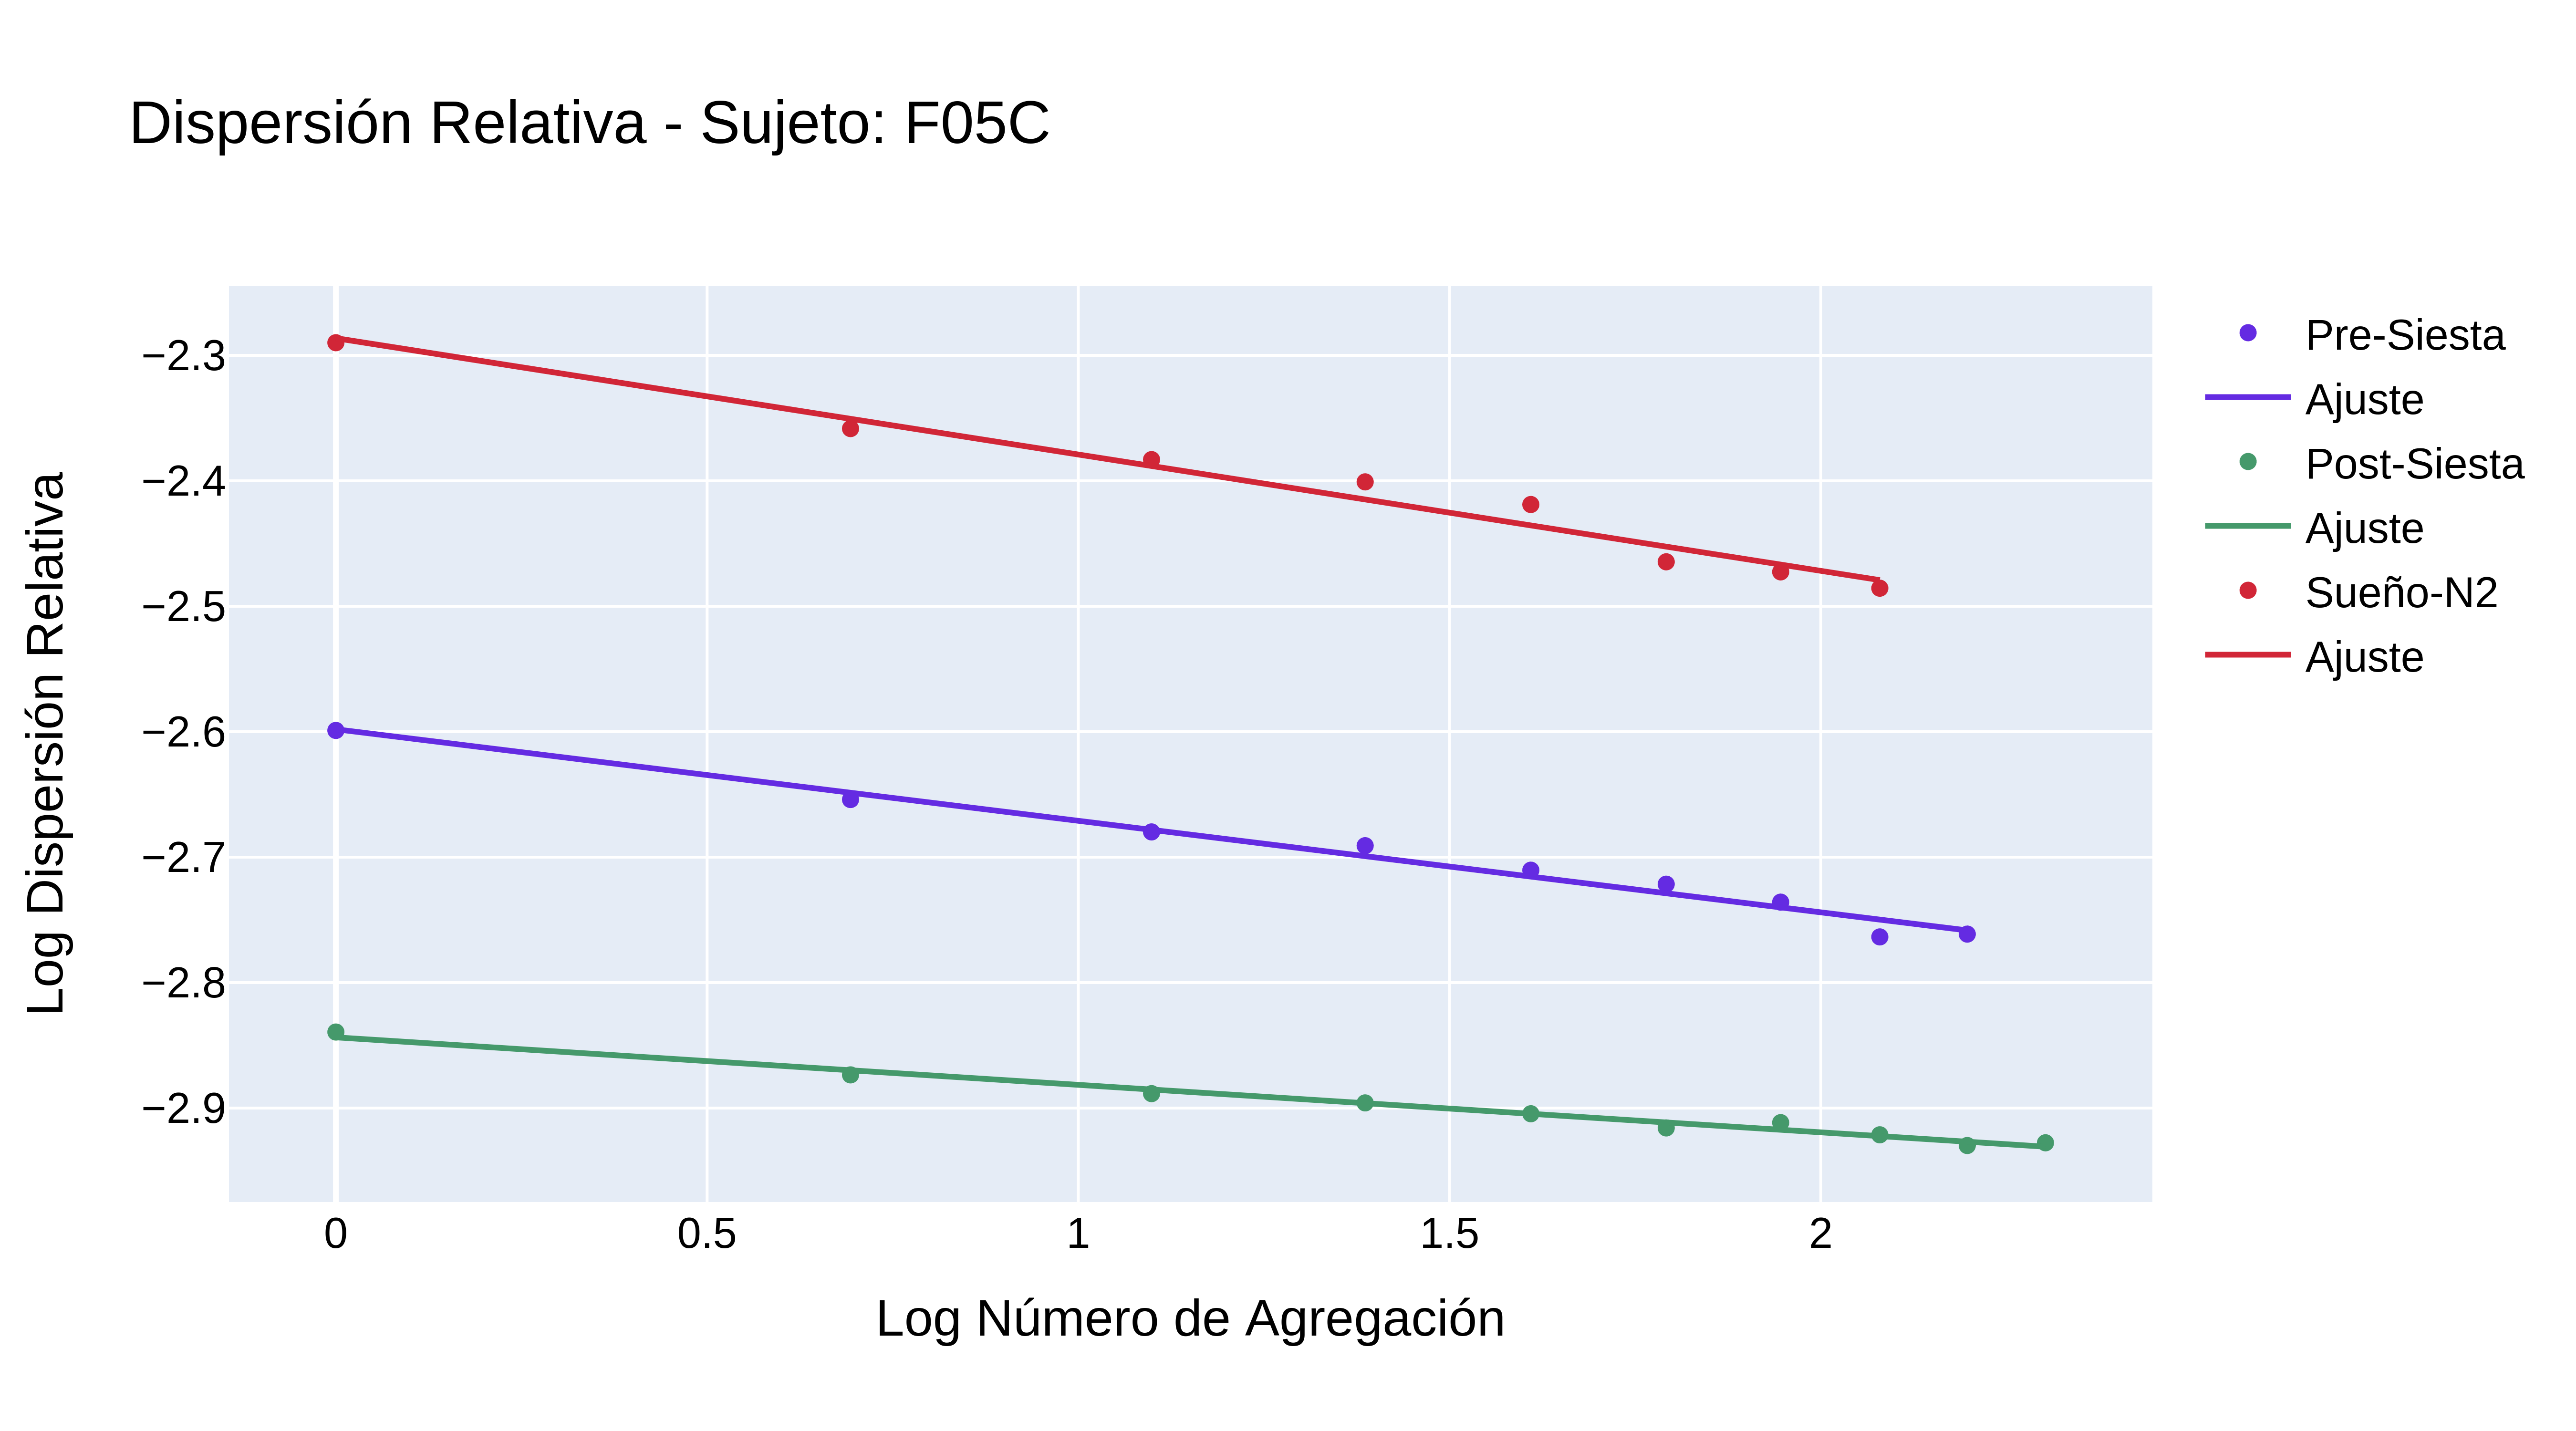 Dispersión Relativa - Sujeto: F05C
Log Dispersión Relativa
−2.3
−2.4
−2.5
−2.6
−2.7
−2.8
−2.9
0
0.5
1
1.5
2
Log Número de Agregación
Pre-Siesta
Ajuste
Post-Siesta
Ajuste
Sueño-N2
Ajuste